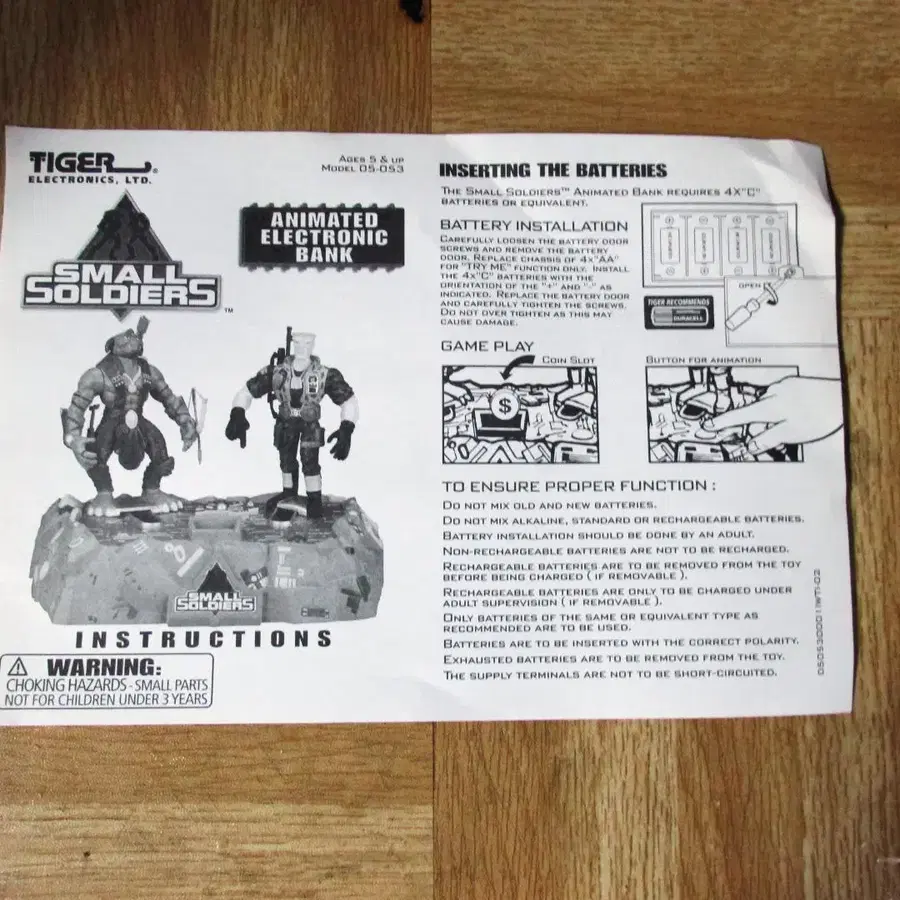 TIGER®
ELECTRONICS, LTD.
AGES 5 & UP
MODEL 05-053
SMALL
SOLDIERS™
ANIMATED
ELECTRONIC
BANK
SMALL
SOLDIERS
INSTRUCTIONS
WARNING:
CHOKING HAZARDS - SMALL PARTS
NOT FOR CHILDREN UNDER 3 YEARS
INSERTING THE BATTERIES
THE SMALL SOLDIERS™ ANIMATED BANK REQUIRES 4X"C"
BATTERIES OR EQUIVALENT.
BATTERY INSTALLATION
CAREFULLY LOOSEN THE BATTERY DOOR
SCREWS AND REMOVE THE BATTERY
DOOR. REPLACE CHASSIS OF 4X"AA"
FOR "TRY ME" FUNCTION ONLY. INSTALL
THE 4X"C" BATTERIES WITH THE
ORIENTATION OF THE "+" AND "-" AS
INDICATED. REPLACE THE BATTERY DOOR
AND CAREFULLY TIGHTEN THE SCREWS.
DO NOT OVER TIGHTEN AS THIS MAY
CAUSE DAMAGE.
OPEN
TIGER RECOMMENDS
DURACELL
GAME PLAY
COIN SLOT
$
BUTTON FOR ANIMATION
TO ENSURE PROPER FUNCTION :
DO NOT MIX OLD AND NEW BATTERIES.
DO NOT MIX ALKALINE, STANDARD OR RECHARGEABLE BATTERIES.
BATTERY INSTALLATION SHOULD BE DONE BY AN ADULT.
NON-RECHARGEABLE BATTERIES ARE NOT TO BE RECHARGED.
RECHARGEABLE BATTERIES ARE TO BE REMOVED FROM THE TOY
BEFORE BEING CHARGED ( IF REMOVABLE ).
RECHARGEABLE BATTERIES ARE ONLY TO BE CHARGED UNDER
ADULT SUPERVISION ( IF REMOVABLE ).
ONLY BATTERIES OF THE SAME OR EQUIVALENT TYPE AS
RECOMMENDED ARE TO BE USED.
BATTERIES ARE TO BE INSERTED WITH THE CORRECT POLARITY.
EXHAUSTED BATTERIES ARE TO BE REMOVED FROM THE TOY.
THE SUPPLY TERMINALS ARE NOT TO BE SHORT-CIRCUITED.